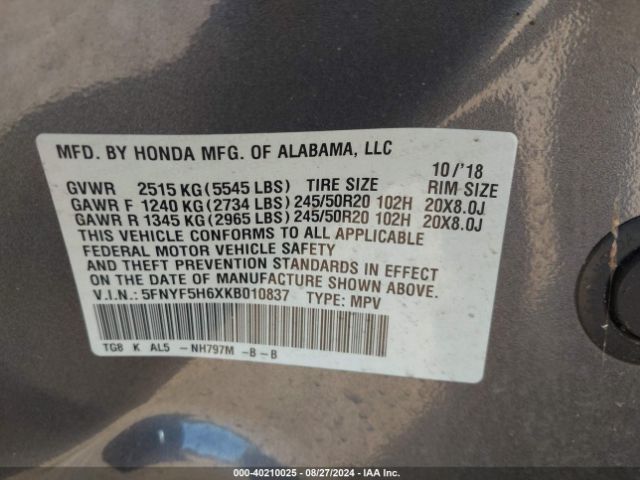 MFD. BY HONDA MFG. OF ALABAMA, LLC
10/'18
GVWR 2515 KG (5545 LBS) TIRE SIZE RIM SIZE
GAWR F 1240 KG (2734 LBS) 245/50R20 102H 20X8.0J
GAWR R 1345 KG (2965 LBS) 245/50R20 102H 20X8.0J
THIS VEHICLE CONFORMS TO ALL APPLICABLE
FEDERAL MOTOR VEHICLE SAFETY
AND THEFT PREVENTION STANDARDS IN EFFECT
ON THE DATE OF MANUFACTURE SHOWN ABOVE.
V.I.N.: 5FNYF5H6XKB010837 TYPE: MPV
TG8 K AL5 -NH797M -B-B
000-40210025 - 08/27/2024 - IAA Inc.